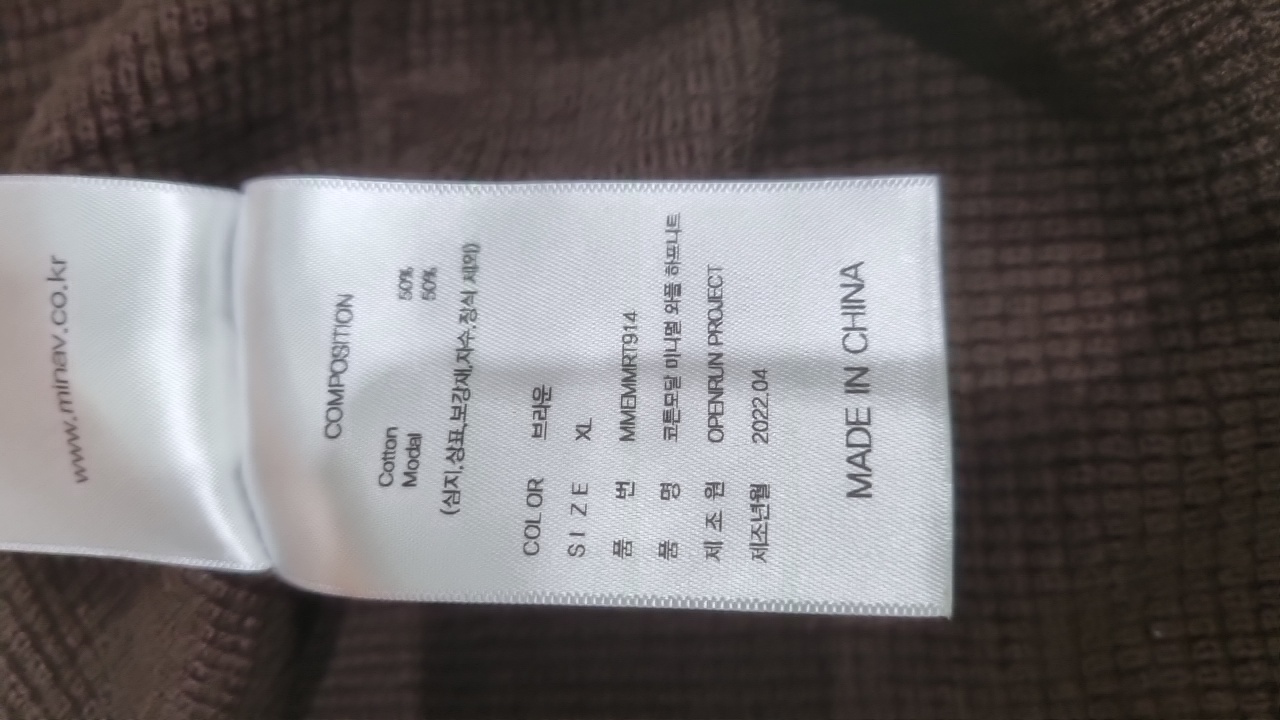 www.minav.co.kr
COMPOSITION
Cotton 50%
Modal 50%
(심지,상표,보강재,자수,장식 제외)
COLOR 브라운
SIZE XL
품 번 MMEMMRT914
품 명 코튼모달 미니멀 와플 하프니트
제 조 원 OPENRUN PROJECT
제조년월 2022.04
MADE IN CHINA